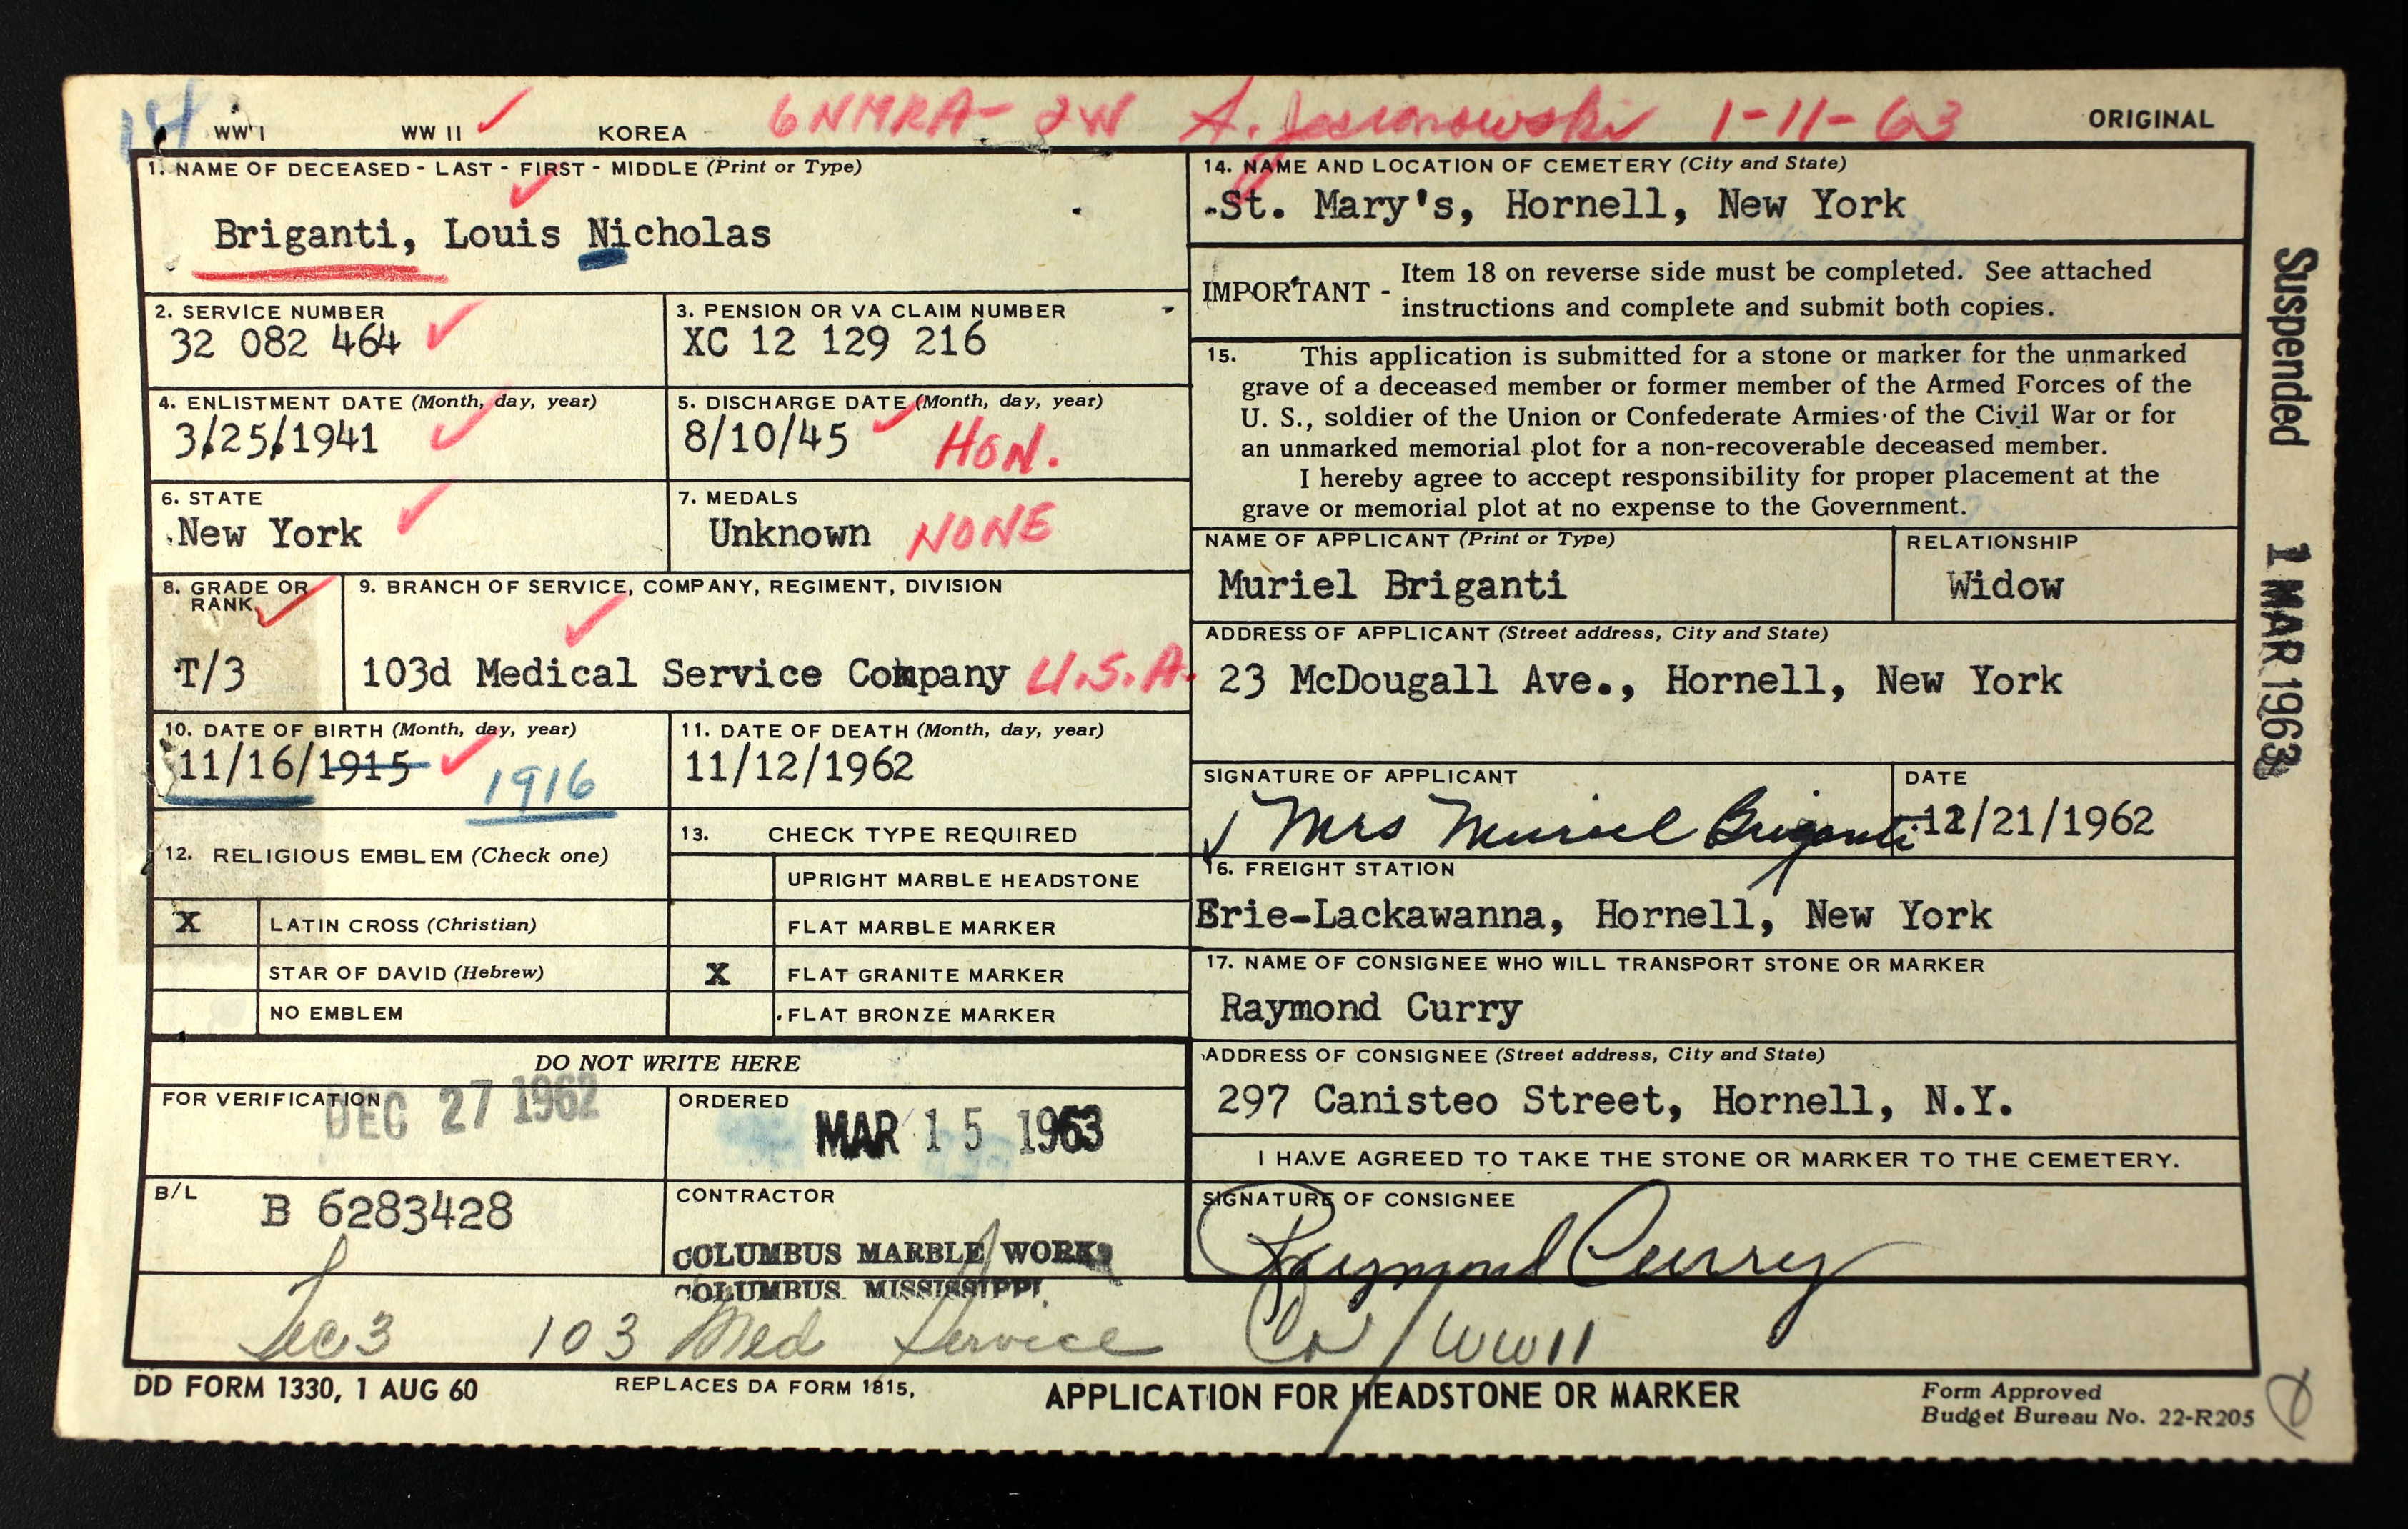 14 WW I WW II ✓ KOREA 6NMRA- 2W A. 1-11-63 ORIGINAL
1. NAME OF DECEASED - LAST - FIRST - MIDDLE (Print or Type)
Briganti, Louis Nicholas
2. SERVICE NUMBER
32 082 464
3. PENSION OR VA CLAIM NUMBER
XC 12 129 216
4. ENLISTMENT DATE (Month, day, year)
3/25/1941
5. DISCHARGE DATE (Month, day, year)
8/10/45 HON.
6. STATE
New York
7. MEDALS
Unknown NONE
8. GRADE OR
RANK
T/3
9. BRANCH OF SERVICE, COMPANY, REGIMENT, DIVISION
103d Medical Service Company U.S.A.
10. DATE OF BIRTH (Month, day, year)
11/16/1915 1916
11. DATE OF DEATH (Month, day, year)
11/12/1962
12. RELIGIOUS EMBLEM (Check one)
X LATIN CROSS (Christian)
STAR OF DAVID (Hebrew)
NO EMBLEM
13. CHECK TYPE REQUIRED
UPRIGHT MARBLE HEADSTONE
FLAT MARBLE MARKER
X FLAT GRANITE MARKER
FLAT BRONZE MARKER
DO NOT WRITE HERE
FOR VERIFICATION
DEC 27 1962
ORDERED
MAR 15 1963
B/L
B 6283428
CONTRACTOR
COLUMBUS MARBLE WORKS
COLUMBUS, MISSISSIPPI
14. NAME AND LOCATION OF CEMETERY (City and State)
St. Mary's, Hornell, New York
IMPORTANT - Item 18 on reverse side must be completed. See attached
instructions and complete and submit both copies.
15. This application is submitted for a stone or marker for the unmarked
grave of a deceased member or former member of the Armed Forces of the
U. S., soldier of the Union or Confederate Armies of the Civil War or for
an unmarked memorial plot for a non-recoverable deceased member.
I hereby agree to accept responsibility for proper placement at the
grave or memorial plot at no expense to the Government.
NAME OF APPLICANT (Print or Type)
Muriel Briganti
RELATIONSHIP
Widow
ADDRESS OF APPLICANT (Street address, City and State)
23 McDougall Ave., Hornell, New York
SIGNATURE OF APPLICANT
Mrs Muriel Briganti
DATE
12/21/1962
16. FREIGHT STATION
Erie-Lackawanna, Hornell, New York
17. NAME OF CONSIGNEE WHO WILL TRANSPORT STONE OR MARKER
Raymond Curry
ADDRESS OF CONSIGNEE (Street address, City and State)
297 Canisteo Street, Hornell, N.Y.
I HAVE AGREED TO TAKE THE STONE OR MARKER TO THE CEMETERY.
SIGNATURE OF CONSIGNEE
Raymond Curry
Tec3 103 Med Service Co / WWII
DD FORM 1330, 1 AUG 60 REPLACES DA FORM 1815, APPLICATION FOR HEADSTONE OR MARKER
Form Approved
Budget Bureau No. 22-R205
Suspended 1 MAR 1963